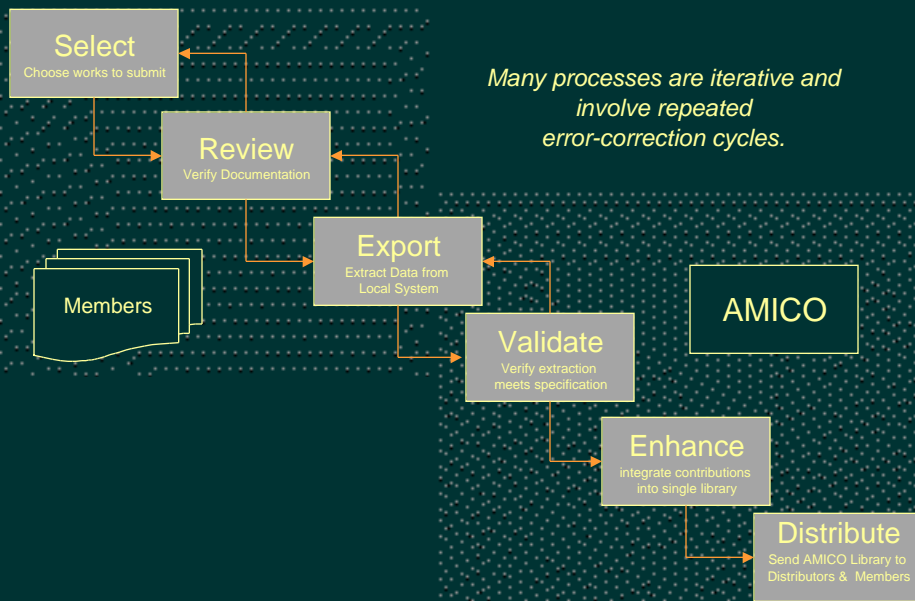 Select
Choose works to submit
Many processes are iterative and
involve repeated
error-correction cycles.
Review
Verify Documentation
Export
Extract Data from
Local System
Members
AMICO
Validate
Verify extraction
meets specification
Enhance
integrate contributions
into single library
Distribute
Send AMICO Library to
Distributors & Members